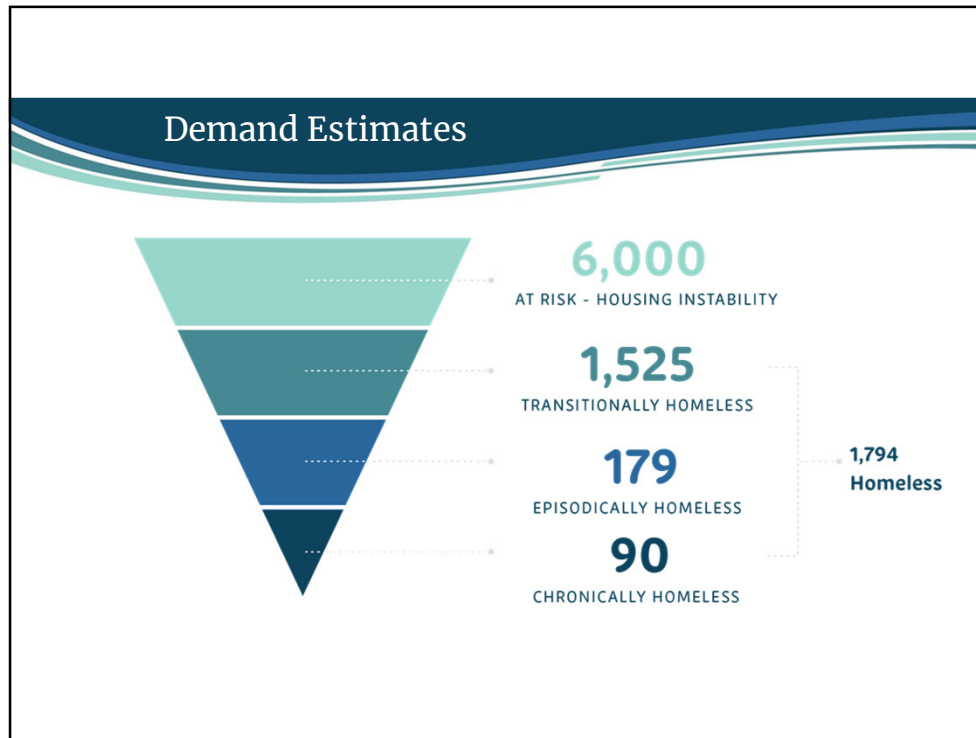 Demand Estimates
6,000
AT RISK - HOUSING INSTABILITY
1,525
TRANSITIONALLY HOMELESS
179
EPISODICALLY HOMELESS
90
CHRONICALLY HOMELESS
1,794
Homeless